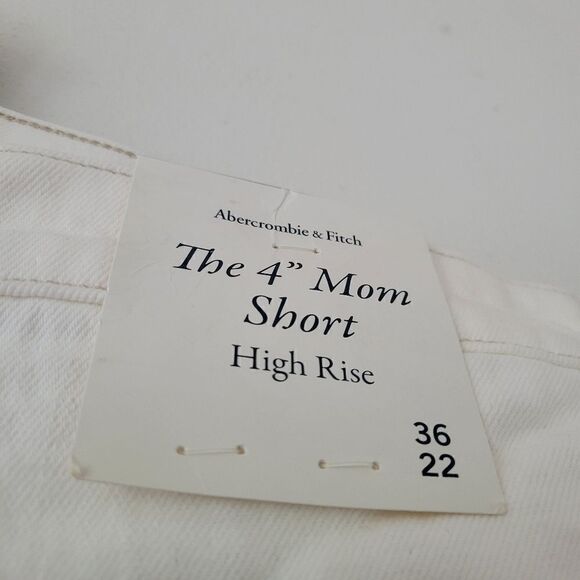 Abercrombie & Fitch
The 4” Mom
Short
High Rise
36
22